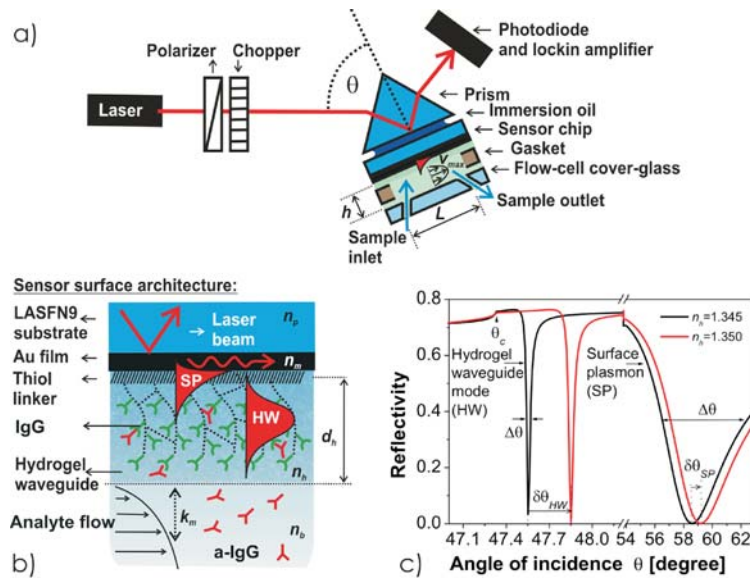 a)
Polarizer
Chopper
Laser
θ
Photodiode
and lockin amplifier
Prism
Immersion oil
Sensor chip
Gasket
Flow-cell cover-glass
v max
h
L
Sample outlet
Sample
inlet
Sensor surface architecture:
LASFN9
substrate
Laser
beam
n_p
Au film
n_m
Thiol
linker
SP
IgG
HW
d_h
Hydrogel
waveguide
n_h
Analyte flow
k_m
n_b
a-IgG
b)
c)
Reflectivity
0.8
0.6
0.4
0.2
0.0
n_h=1.345
n_h=1.350
θ_c
Hydrogel
waveguide
mode
(HW)
Surface
plasmon
(SP)
Δθ
Δθ
δθ_HW
δθ_SP
47.1 47.4 47.7 48.0 54 56 58 60 62
Angle of incidence θ [degree]